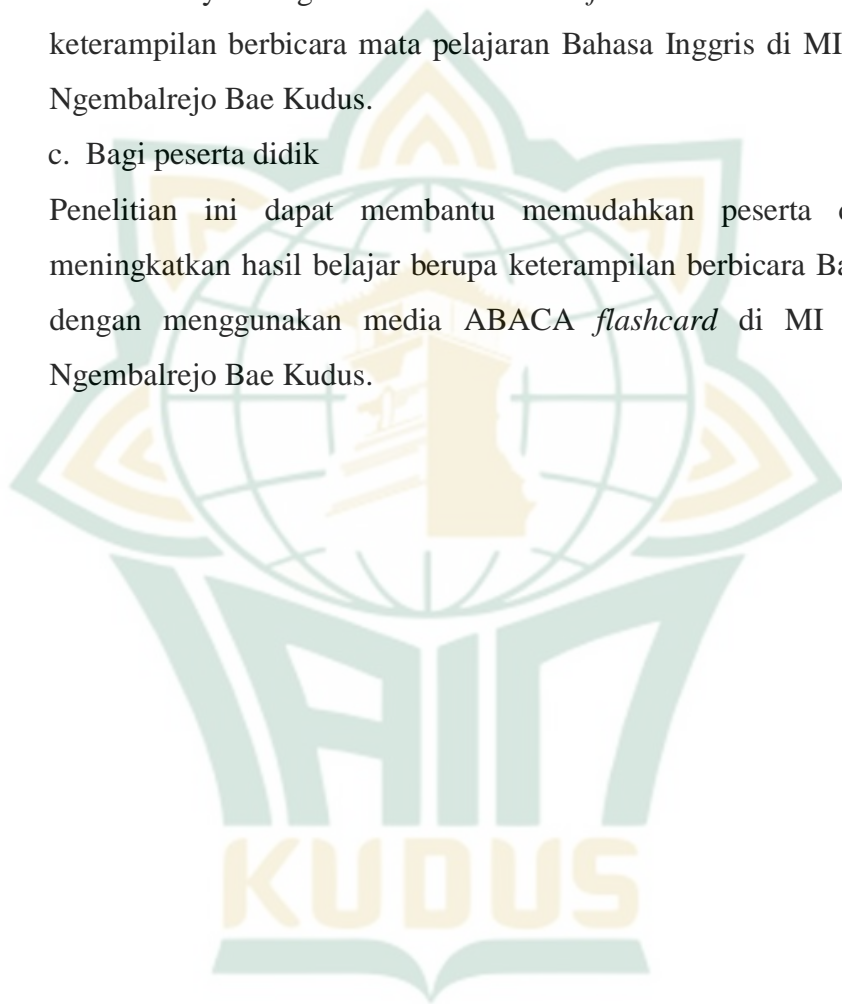 keterampilan berbicara mata pelajaran Bahasa Inggris di MI
Ngembalrejo Bae Kudus.
c. Bagi peserta didik
Penelitian ini dapat membantu memudahkan peserta
meningkatkan hasil belajar berupa keterampilan berbicara
dengan menggunakan media ABACA flashcard di MI
Ngembalrejo Bae Kudus.
IAIN
KUDUS